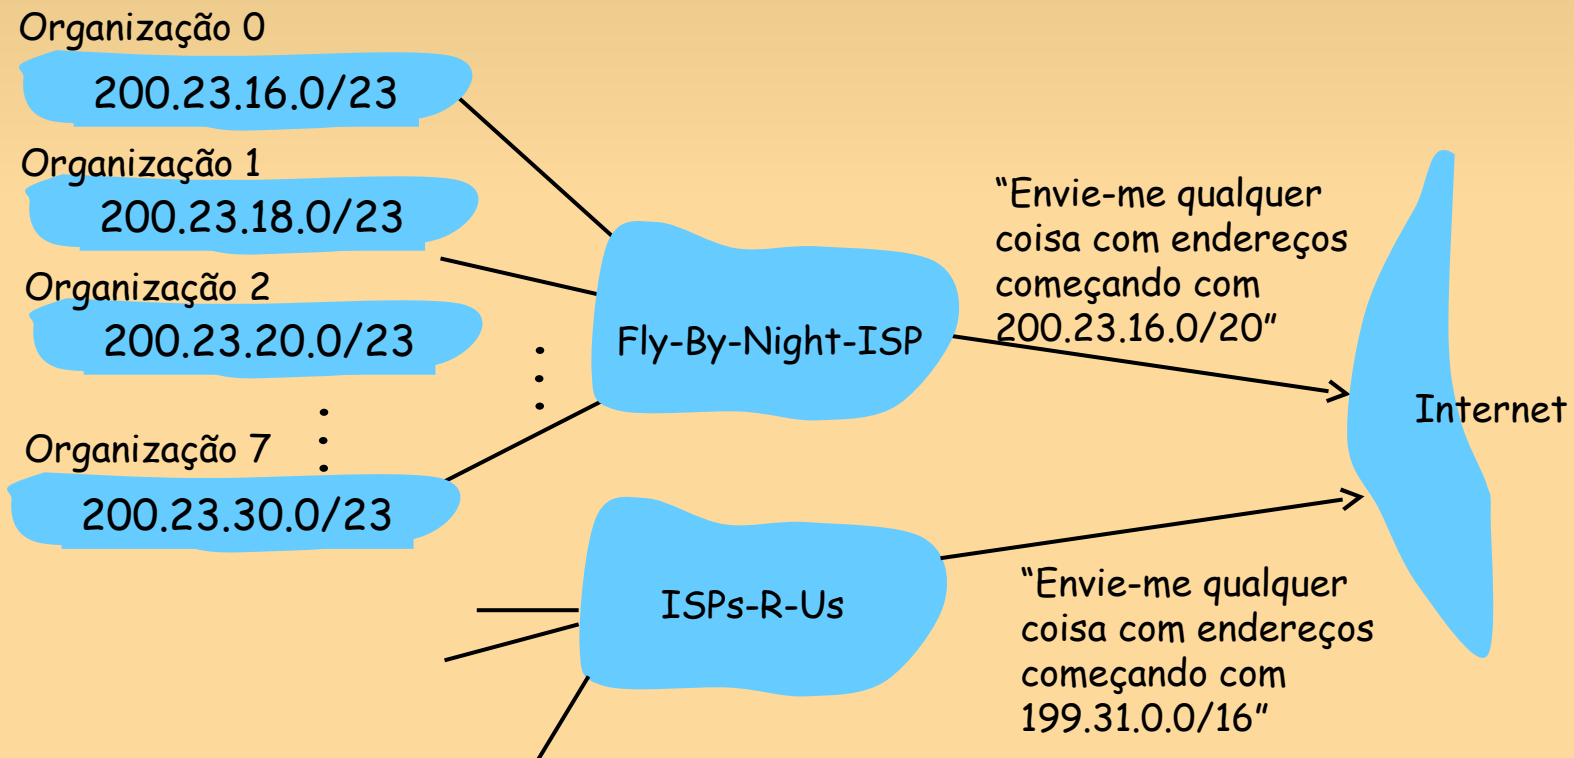 Organização 0
200.23.16.0/23
Organização 1
200.23.18.0/23
Organização 2
200.23.20.0/23
Organização 7
200.23.30.0/23
Fly-By-Night-ISP
ISPs-R-Us
“Envie-me qualquer
coisa com endereços
começando com
200.23.16.0/20”
Internet
“Envie-me qualquer
coisa com endereços
começando com
199.31.0.0/16”